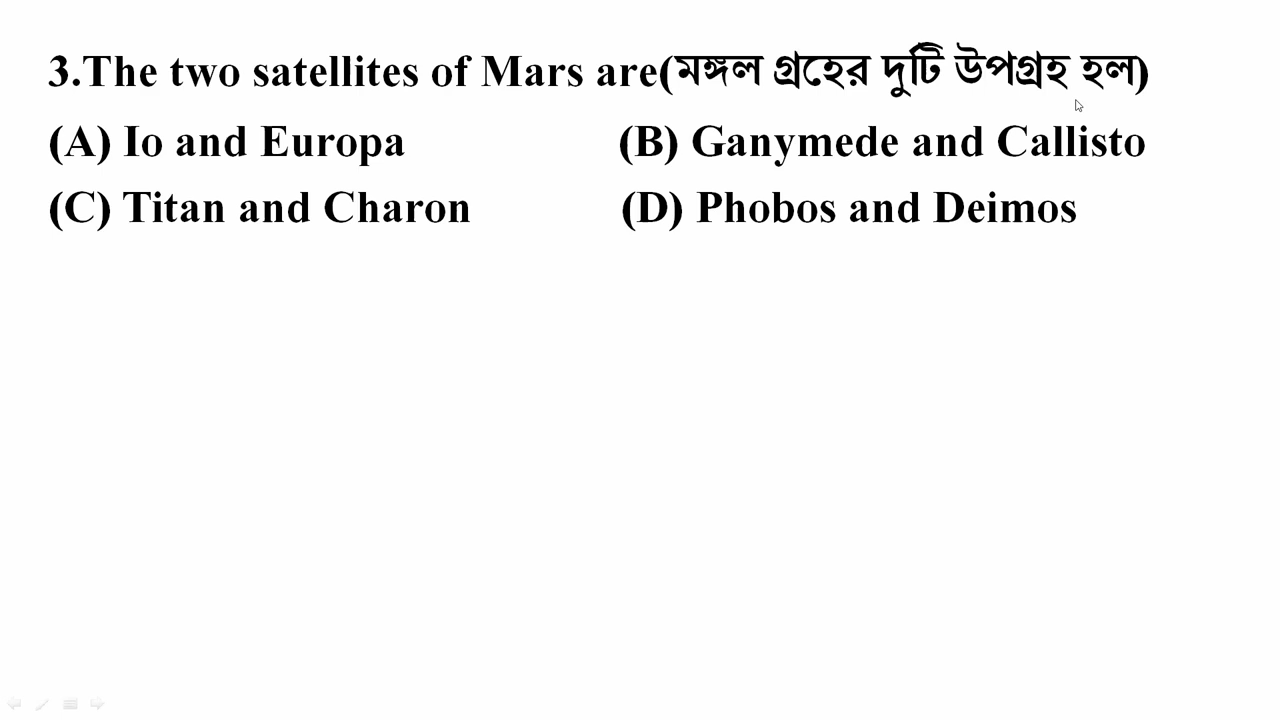 3.The two satellites of Mars are(মঙ্গল গ্রহের দুটি উপগ্রহ হল)
(A) Io and Europa (B) Ganymede and Callisto
(C) Titan and Charon (D) Phobos and Deimos